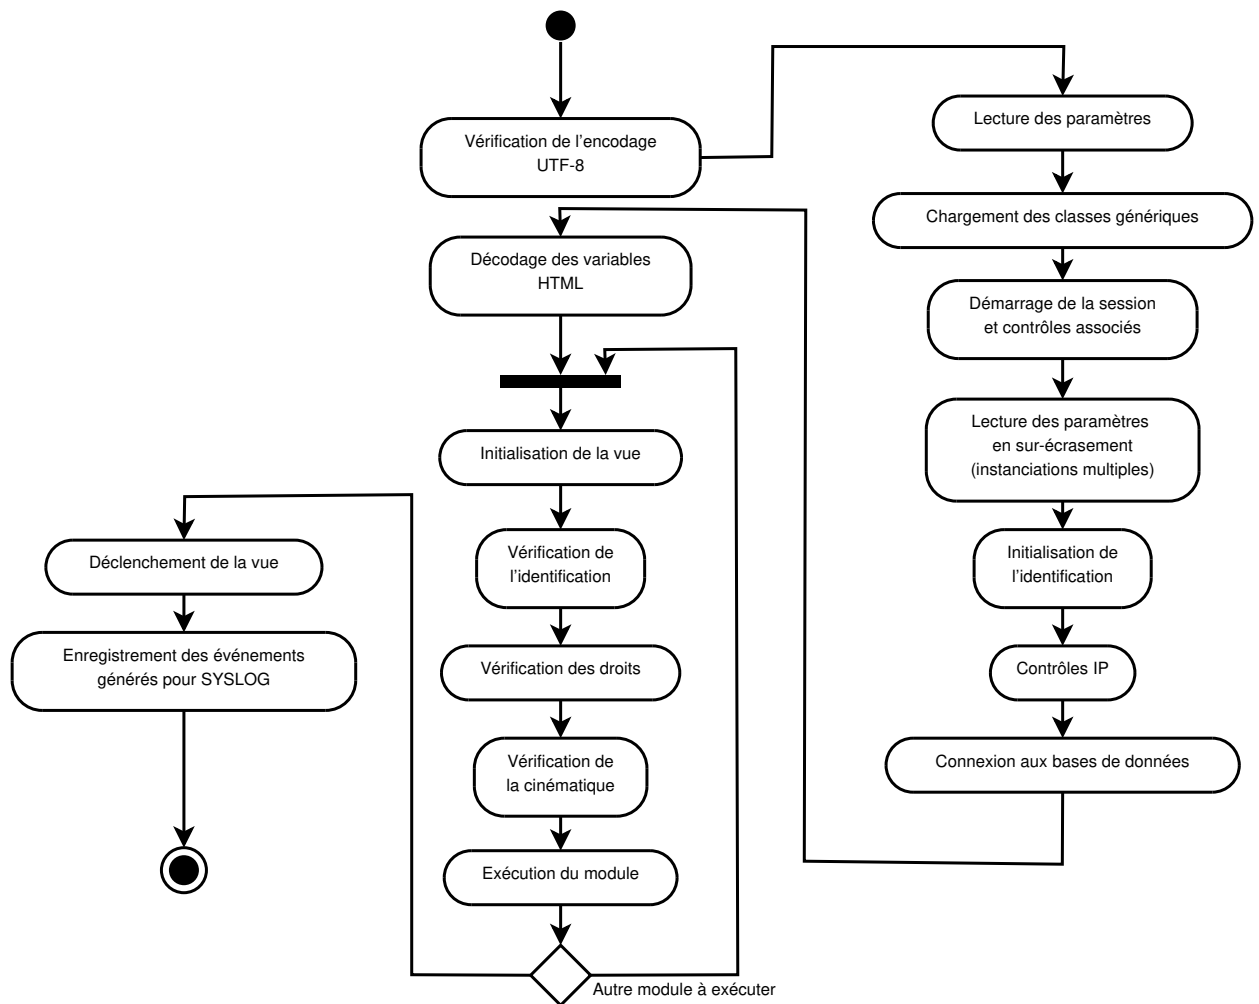 Vérification de l'encodage
UTF-8
Lecture des paramètres
Chargement des classes génériques
Démarrage de la session
et contrôles associés
Lecture des paramètres
en sur-écrasement
(instanciations multiples)
Initialisation de
l'identification
Contrôles IP
Connexion aux bases de données
Décodage des variables
HTML
Initialisation de la vue
Vérification de
l'identification
Vérification des droits
Vérification de
la cinématique
Exécution du module
Autre module à exécuter
Déclenchement de la vue
Enregistrement des événements
générés pour SYSLOG